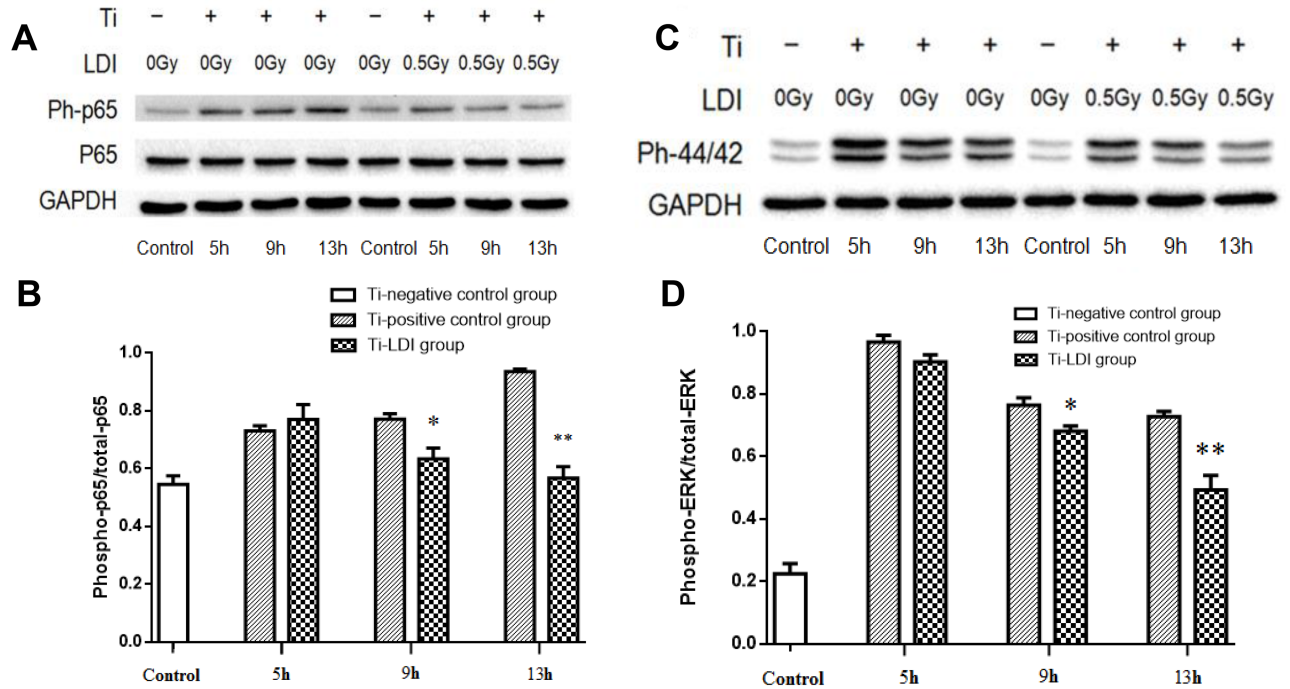 A
Ti − + + + − + + +
LDI 0Gy 0Gy 0Gy 0Gy 0Gy 0.5Gy 0.5Gy 0.5Gy
Ph-p65
P65
GAPDH
Control 5h 9h 13h Control 5h 9h 13h
B
Ti-negative control group
Ti-positive control group
Ti-LDI group
Phospho-p65/total-p65
1.0
0.8
0.6
0.4
0.2
0.0
*
**
Control 5h 9h 13h
C
Ti − + + + − + + +
LDI 0Gy 0Gy 0Gy 0Gy 0Gy 0.5Gy 0.5Gy 0.5Gy
Ph-44/42
GAPDH
Control 5h 9h 13h Control 5h 9h 13h
D
Ti-negative control group
Ti-positive control group
Ti-LDI group
Phospho-ERK/total-ERK
1.0
0.8
0.6
0.4
0.2
0.0
*
**
Control 5h 9h 13h